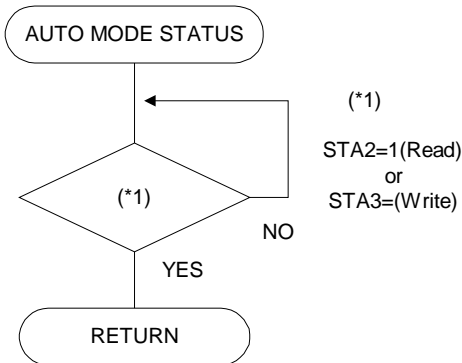 AUTO MODE STATUS
(*1)
STA2=1(Read)
or
STA3=(Write)
(*1)
NO
YES
RETURN